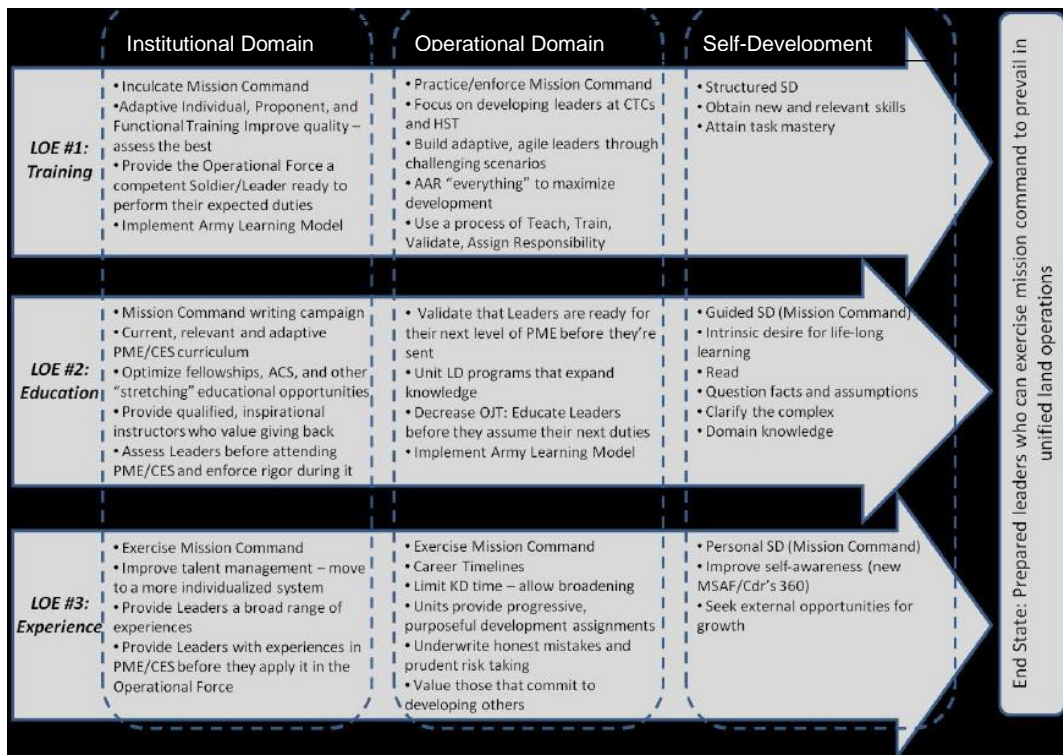 Institutional Domain
Operational Domain
Self-Development
LOE #1:
Training
• Inculcate Mission Command
• Adaptive Individual, Proponent, and
Functional Training Improve quality –
assess the best
• Provide the Operational Force a
competent Soldier/Leader ready to
perform their expected duties
• Implement Army Learning Model
• Practice/enforce Mission Command
• Focus on developing leaders at CTCs
and HST
• Build adaptive, agile leaders through
challenging scenarios
• AAR “everything” to maximize
development
• Use a process of Teach, Train,
Validate, Assign Responsibility
• Structured SD
• Obtain new and relevant skills
• Attain task mastery
LOE #2:
Education
• Mission Command writing campaign
• Current, relevant and adaptive
PME/CES curriculum
• Optimize fellowships, ACS, and other
“stretching” educational opportunities
• Provide qualified, inspirational
instructors who value giving back
• Assess Leaders before attending
PME/CES and enforce rigor during it
• Validate that Leaders are ready for
their next level of PME before they’re
sent
• Unit LD programs that expand
knowledge
• Decrease OJT: Educate Leaders
before they assume their next duties
• Implement Army Learning Model
• Guided SD (Mission Command)
• Intrinsic desire for life-long
learning
• Read
• Question facts and assumptions
• Clarify the complex
• Domain knowledge
LOE #3:
Experience
• Exercise Mission Command
• Improve talent management – move
to a more individualized system
• Provide Leaders a broad range of
experiences
• Provide Leaders with experiences in
PME/CES before they apply it in the
Operational Force
• Exercise Mission Command
• Career Timelines
• Limit KD time – allow broadening
• Units provide progressive,
purposeful development assignments
• Underwrite honest mistakes and
prudent risk taking
• Value those that commit to
developing others
• Personal SD (Mission Command)
• Improve self-awareness (new
MSAF/Cdr’s 360)
• Seek external opportunities for
growth
End State: Prepared leaders who can exercise mission command to prevail in
unified land operations